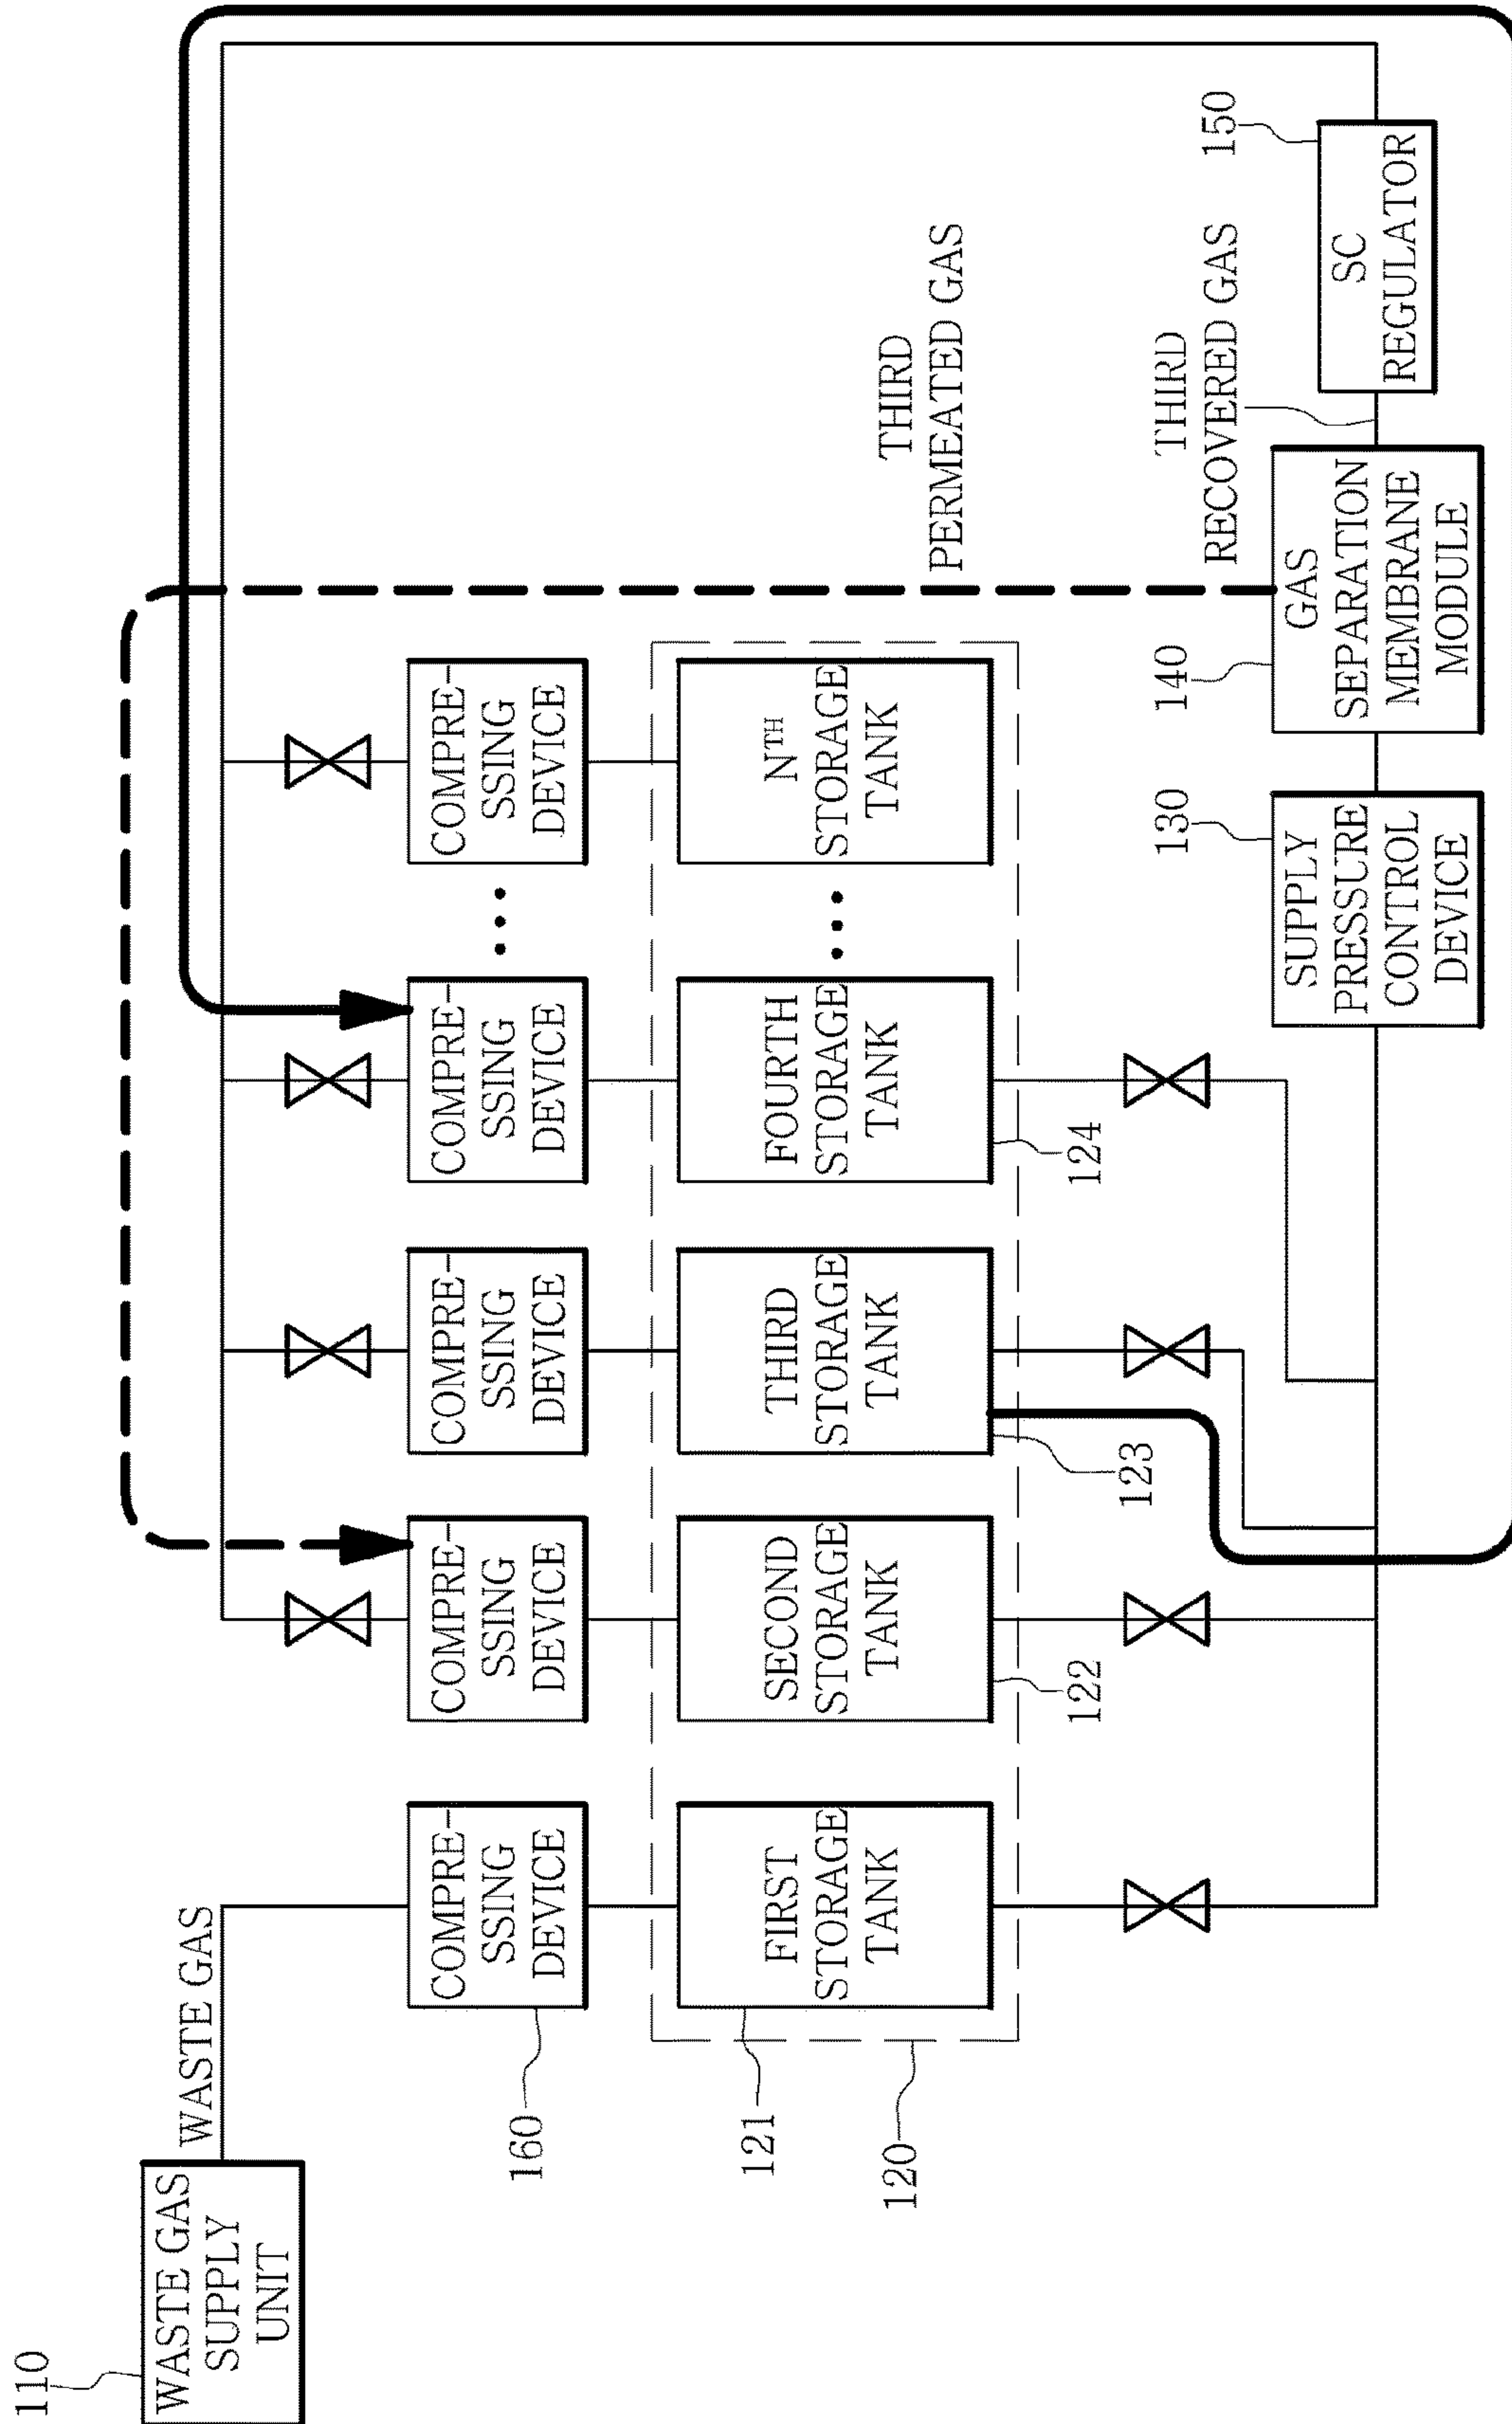 110
WASTE GAS
SUPPLY
UNIT
WASTE GAS
COMPRE-
SSING
DEVICE
160
COMPRE-
SSING
DEVICE
COMPRE-
SSING
DEVICE
COMPRE-
SSING
DEVICE
COMPRE-
SSING
DEVICE
FIRST
STORAGE
TANK
121
120
SECOND
STORAGE
TANK
122
THIRD
STORAGE
TANK
123
FOURTH
STORAGE
TANK
124
NTH
STORAGE
TANK
THIRD
PERMEATED GAS
THIRD
RECOVERED GAS
130
SUPPLY
PRESSURE
CONTROL
DEVICE
140
GAS
SEPARATION
MEMBRANE
MODULE
150
SC
REGULATOR